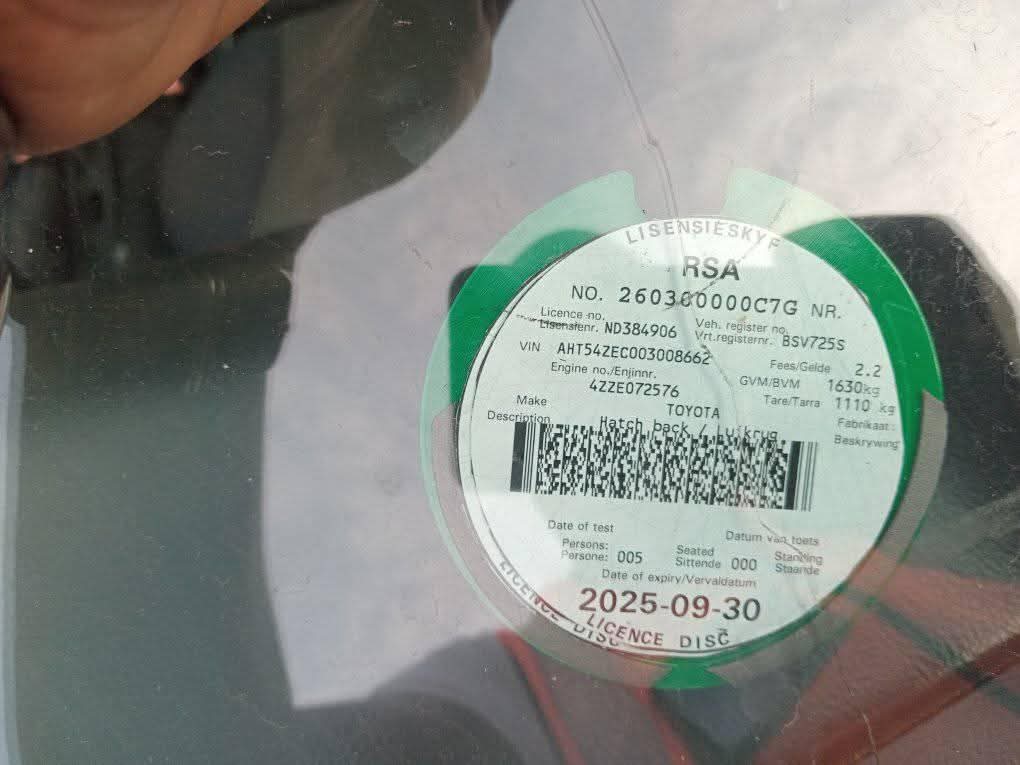 LISENSIESKYF
RSA
NO. 260300000C7G NR.
Licence no.
Lisensienr. ND384906 Veh. register no.
Vrt.registernr. BSV725S
VIN AHT54ZEC003008662 Fees/Gelde 2.2
Engine no./Enjinnr. GVM/BVM 1630kg
4ZZE072576 Tare/Tarra 1110 kg
Make TOYOTA Fabrikaat:
Description Hatch back / Luikrug Beskrywing
Date of test Datum van toets
Persons: Seated Standing
Persone: 005 Sittende 000 Staande
Date of expiry/Vervaldatum
2025-09-30
LICENCE DISC
LICENCE DISC